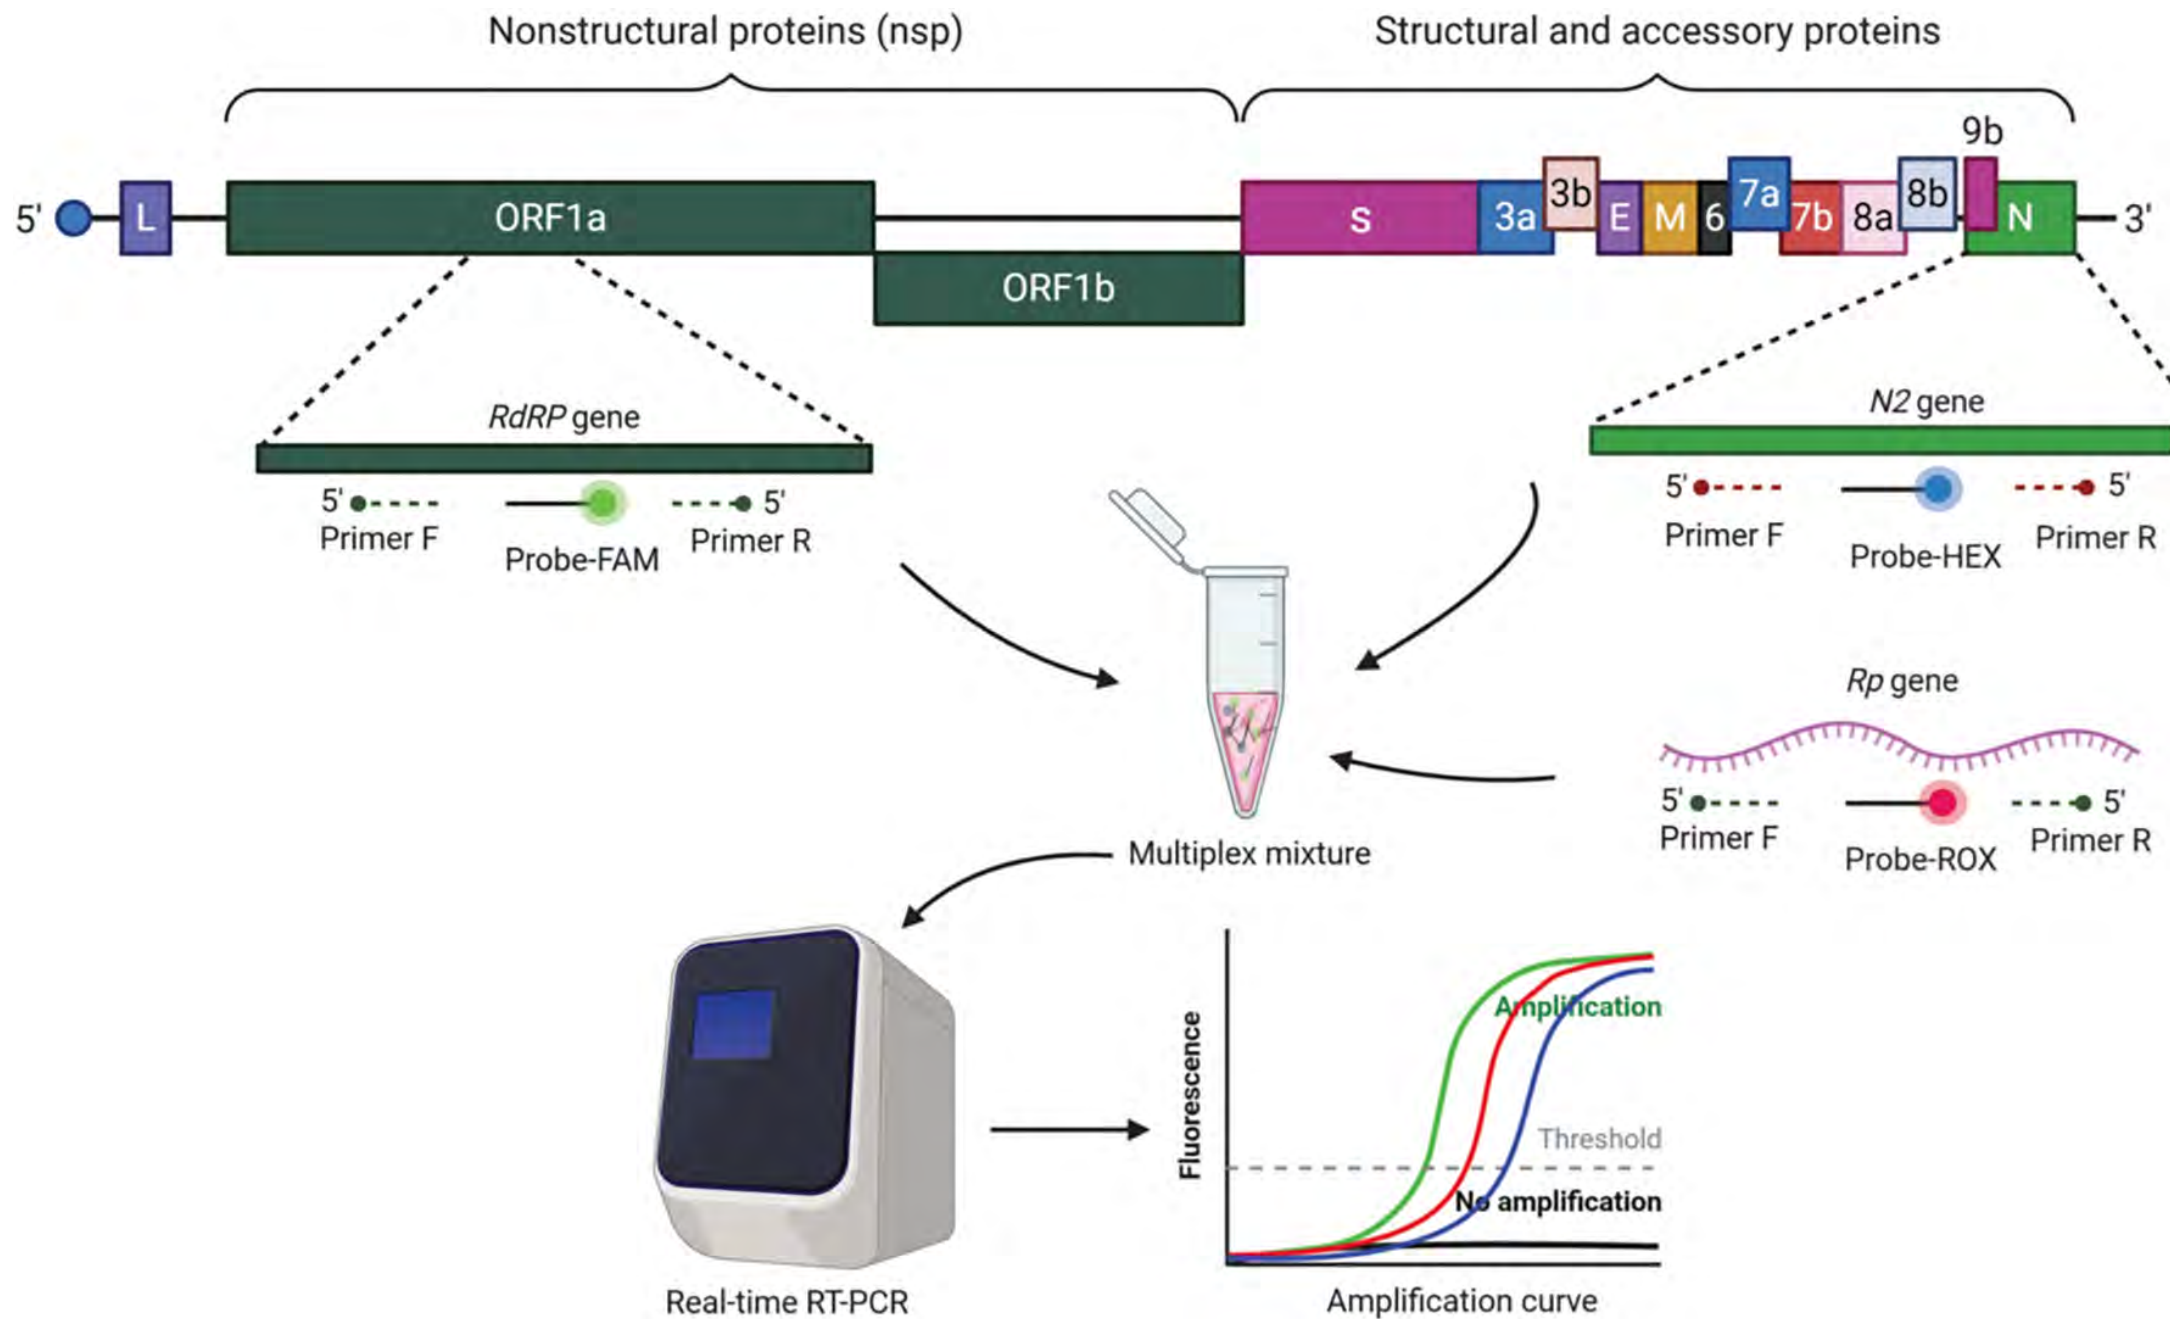 Nonstructural proteins (nsp)
Structural and accessory proteins
9b
5' L ORF1a S 3a 3b E M 6 7a 7b 8a 8b N 3'
ORF1b
RdRP gene
5' 5'
Primer F Probe-FAM Primer R
N2 gene
5' 5'
Primer F Probe-HEX Primer R
Rp gene
5' 5'
Primer F Probe-ROX Primer R
Multiplex mixture
Real-time RT-PCR
Fluorescence
Amplification
Threshold
No amplification
Amplification curve